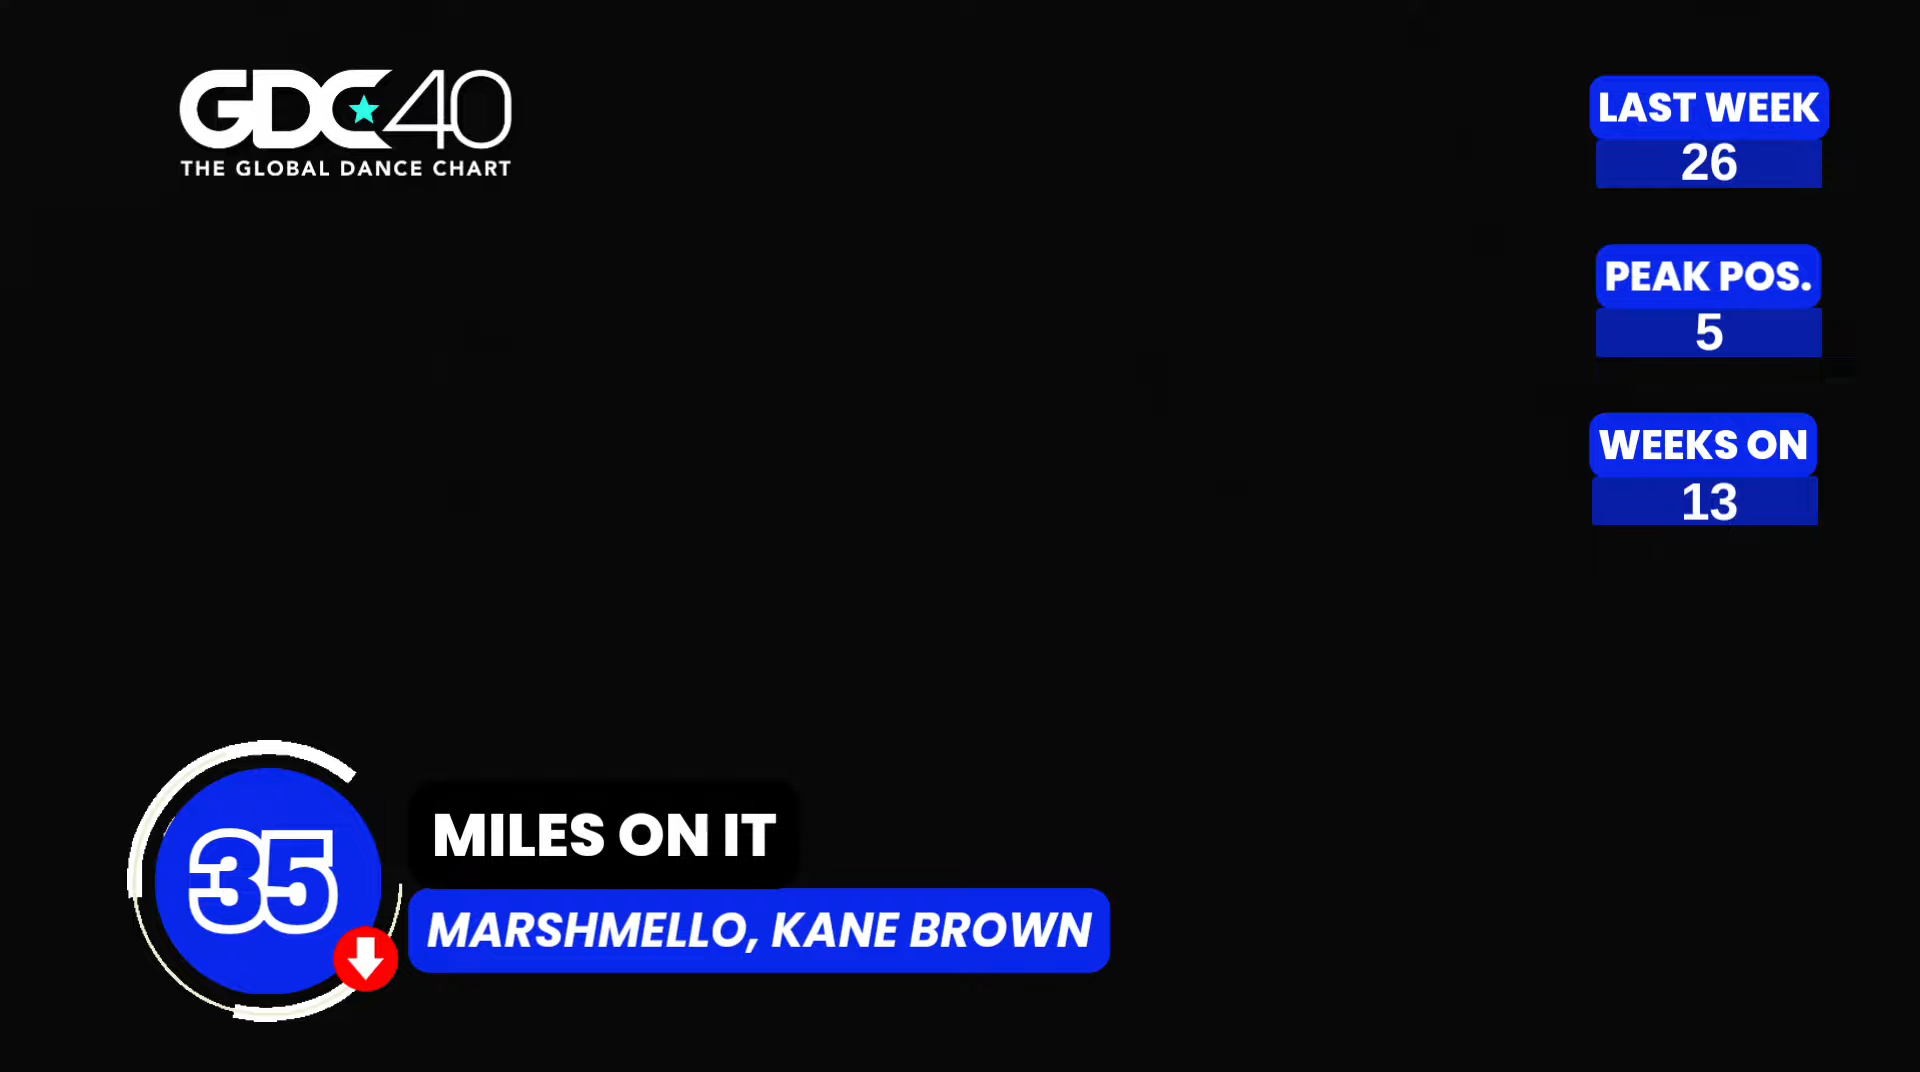 GDC40
THE GLOBAL DANCE CHART
LAST WEEK
26
PEAK POS.
5
WEEKS ON
13
35
MILES ON IT
MARSHMELLO, KANE BROWN